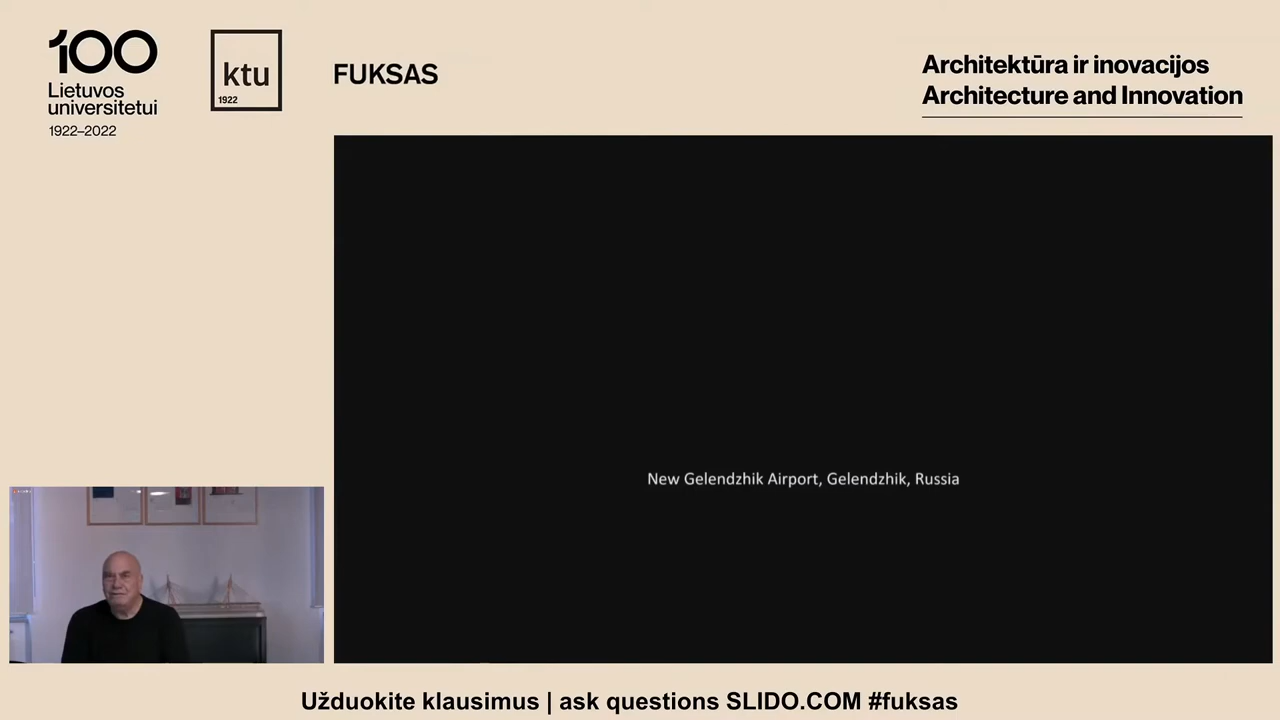 100
Lietuvos
universitetui
1922–2022
ktu
1922
FUKSAS
Architektūra ir inovacijos
Architecture and Innovation
New Gelendzhik Airport, Gelendzhik, Russia
Užduokite klausimus | ask questions SLIDO.COM #fuksas